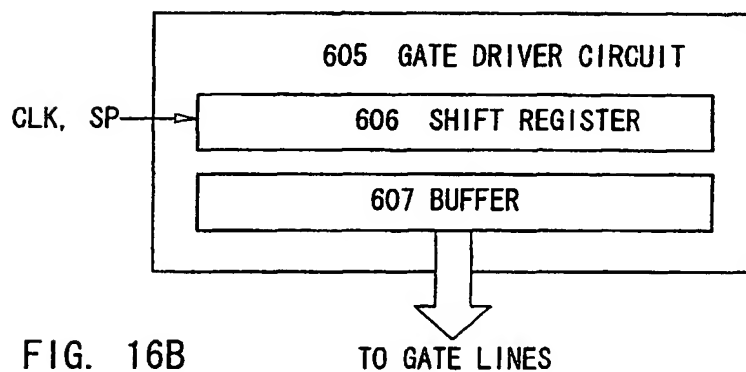 605 GATE DRIVER CIRCUIT
CLK, SP
606 SHIFT REGISTER
607 BUFFER
FIG. 16B
TO GATE LINES